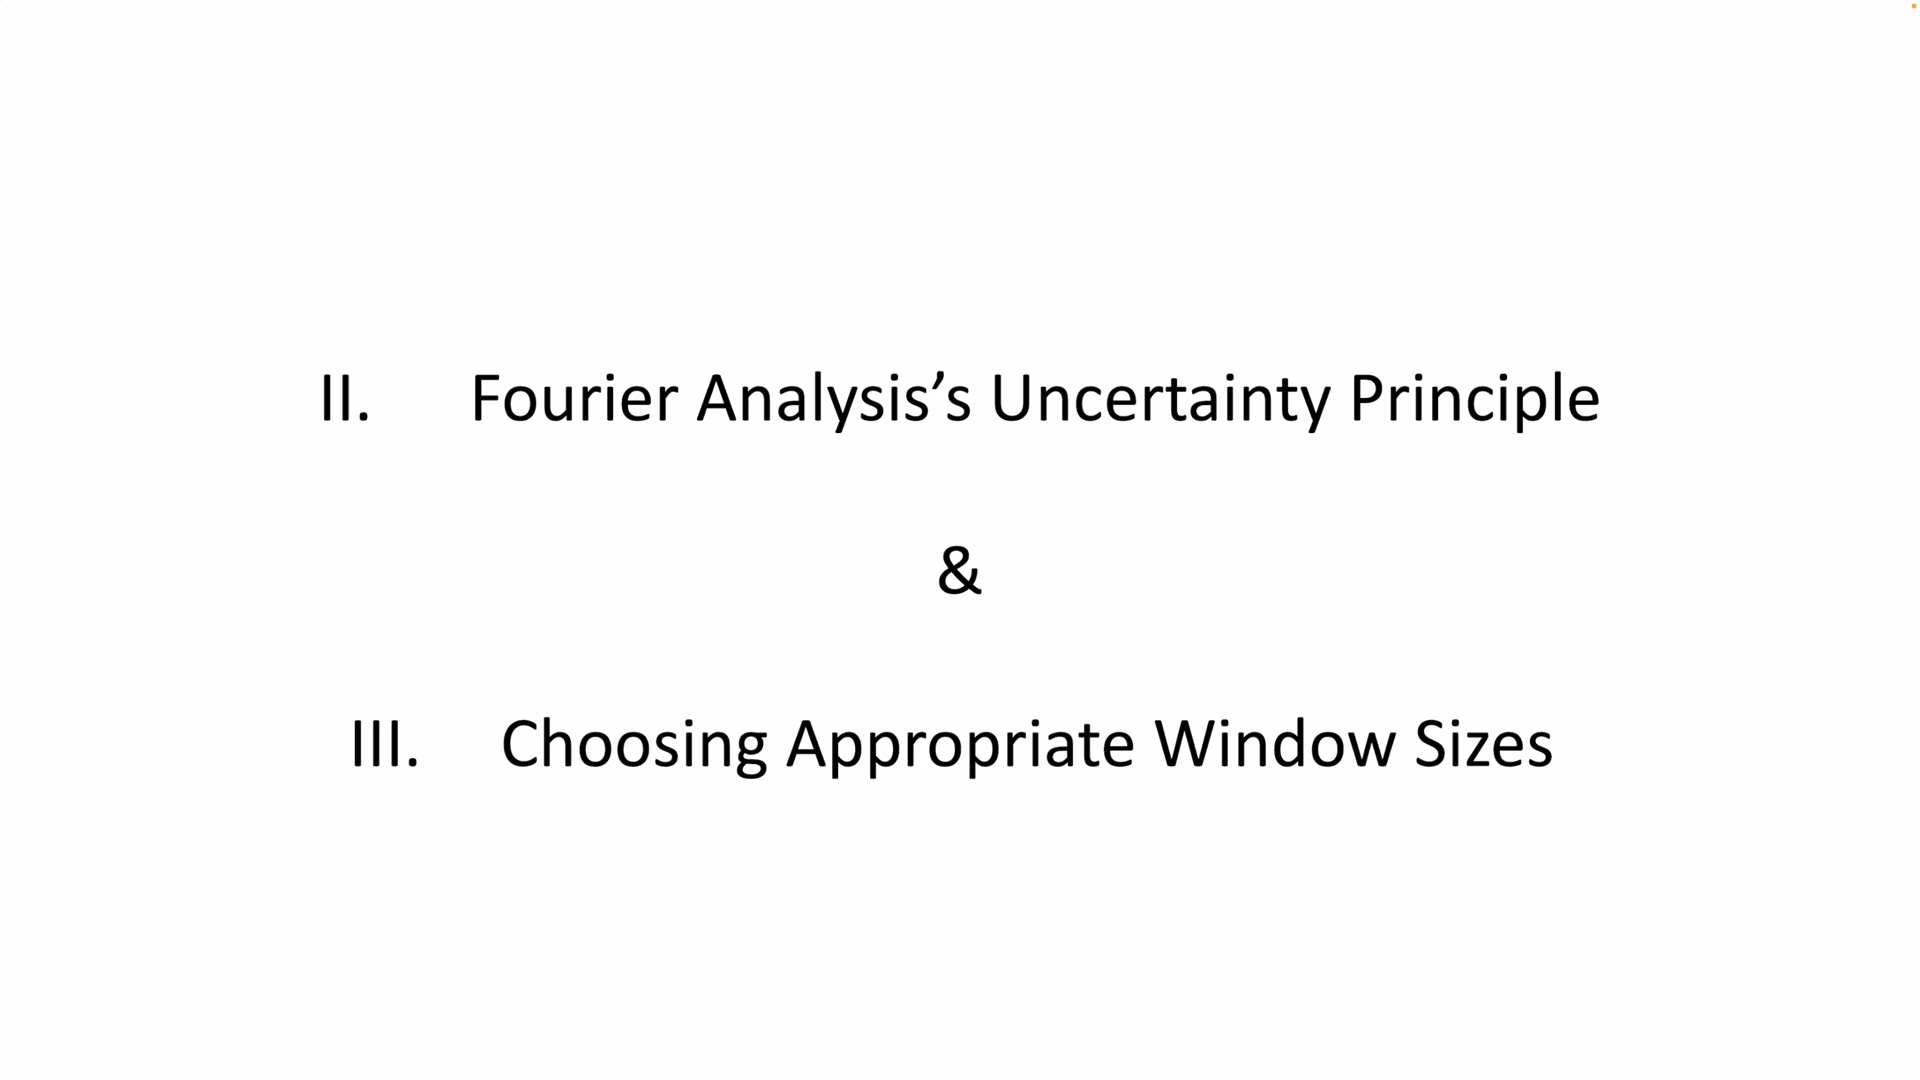 II. Fourier Analysis’s Uncertainty Principle
&
III. Choosing Appropriate Window Sizes